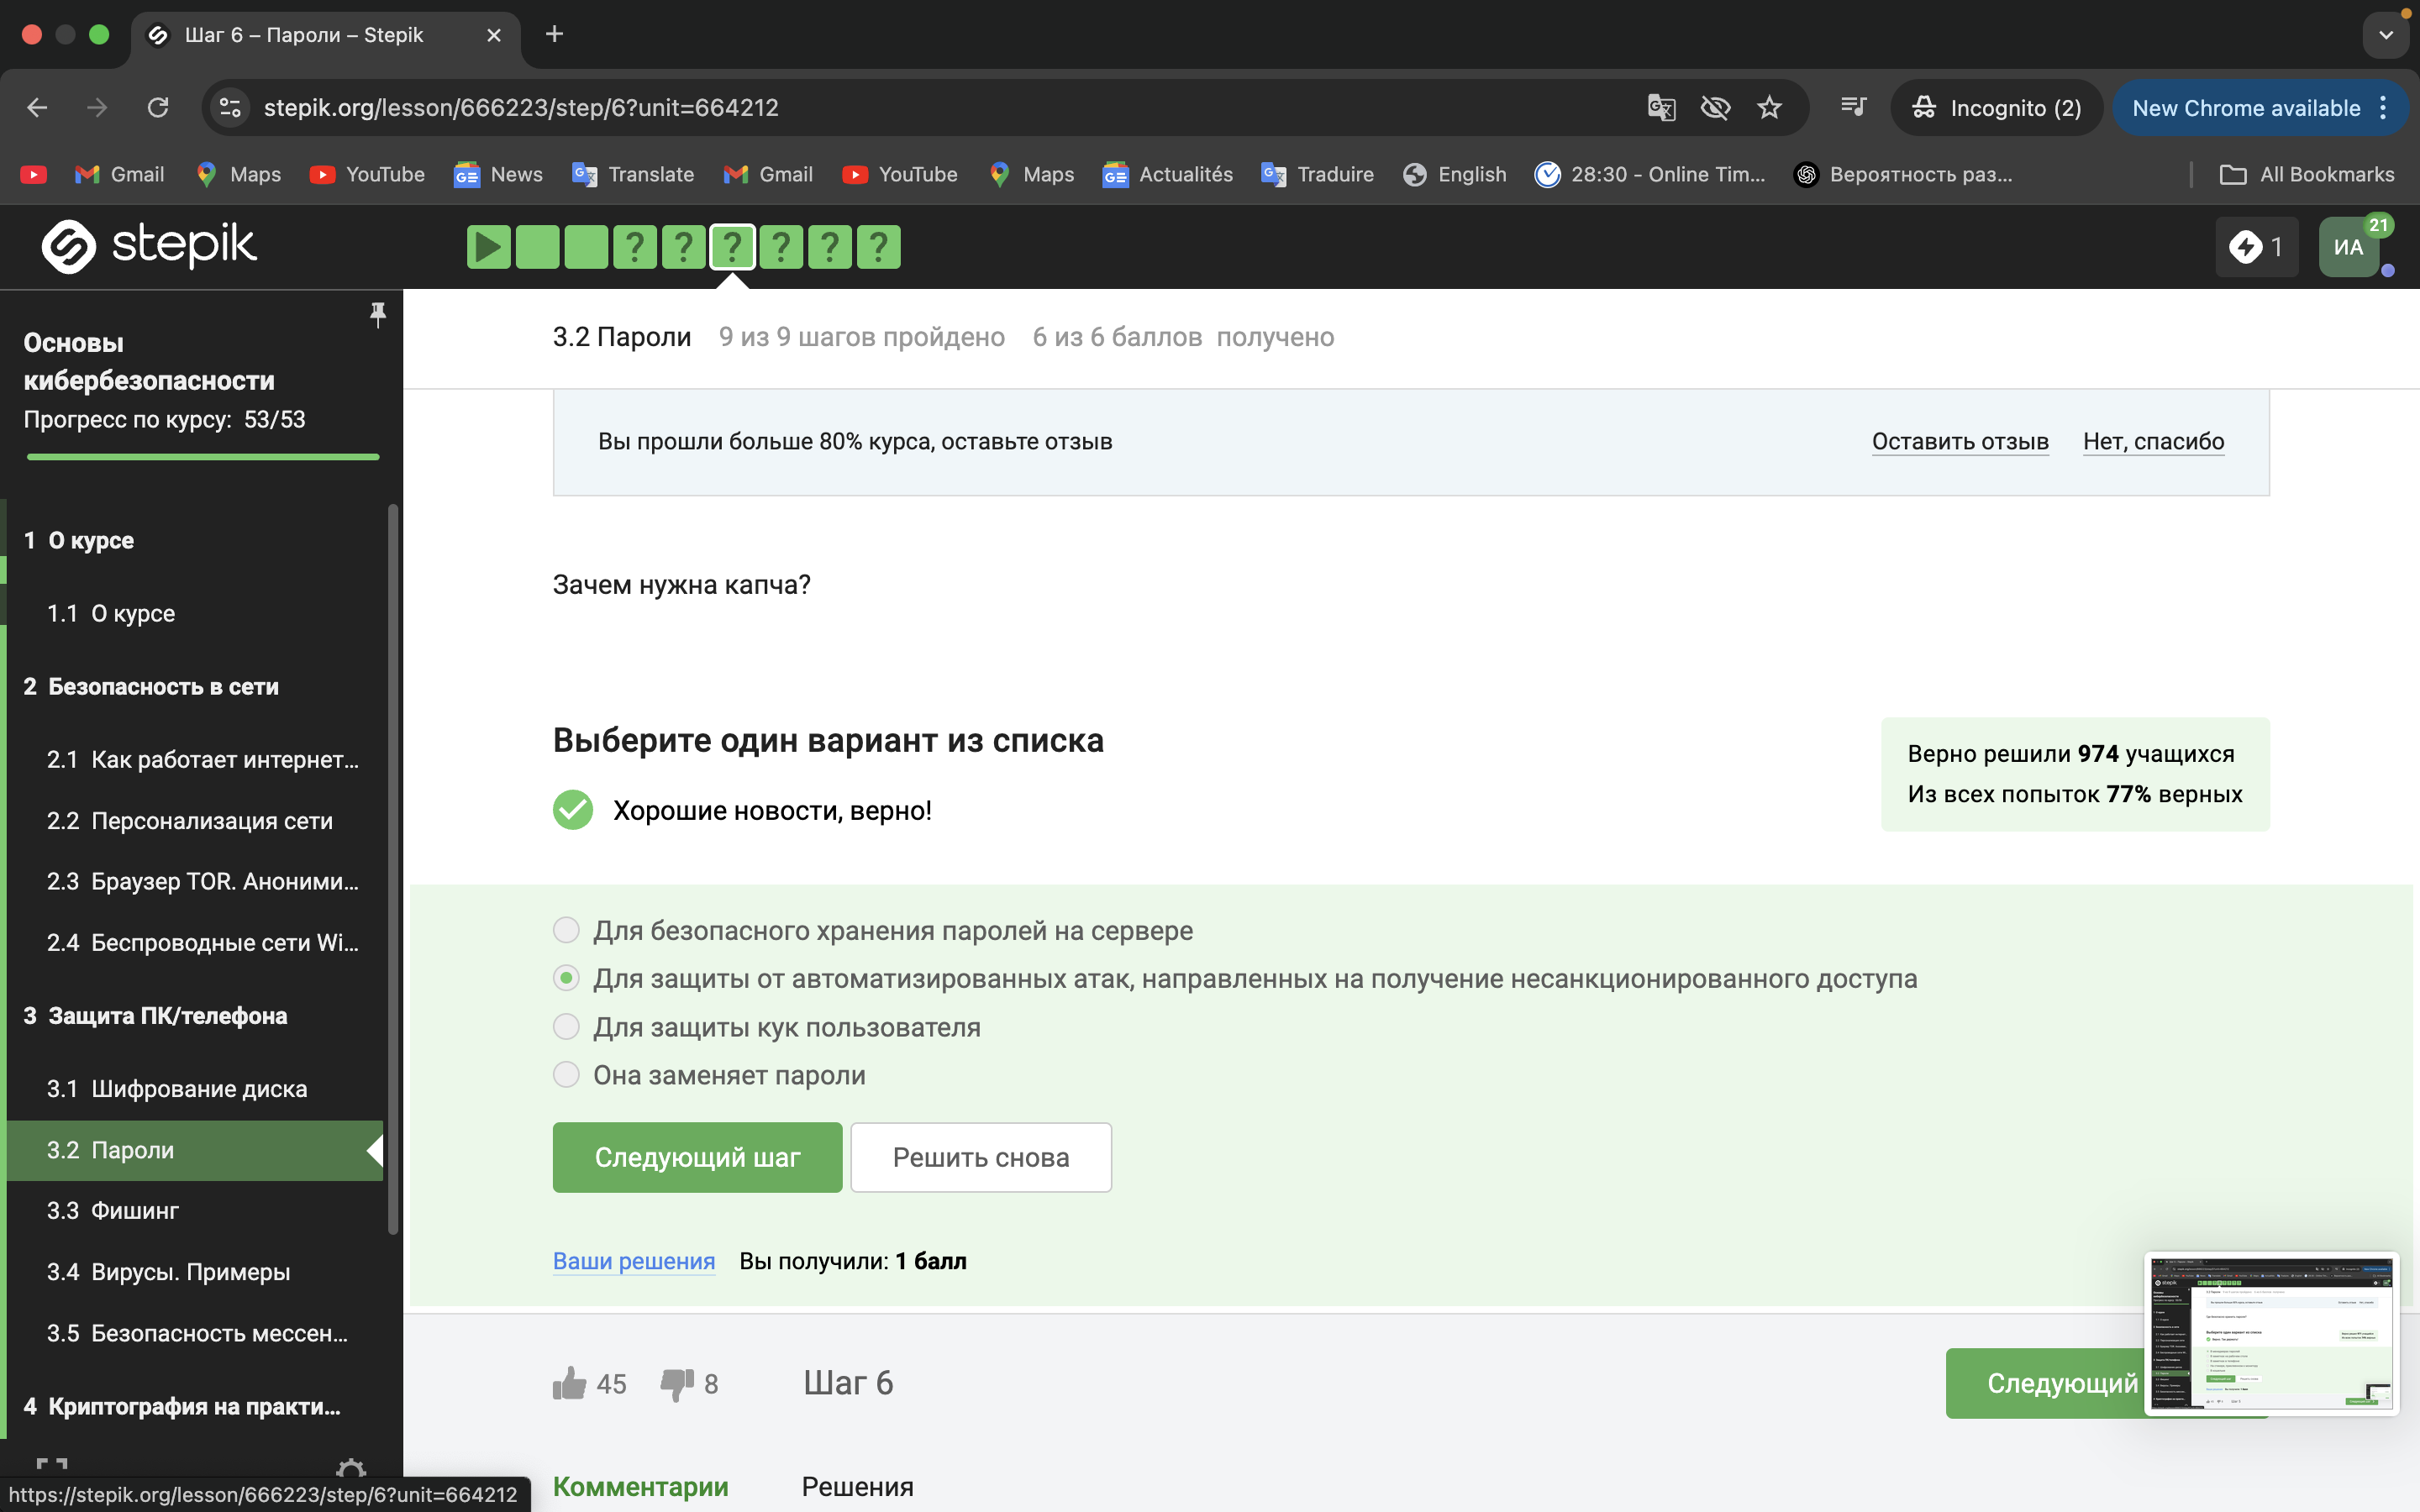 Шаг 6 – Пароли – Stepik
stepik.org/lesson/666223/step/6?unit=664212
Incognito (2)
New Chrome available
Gmail
Maps
YouTube
News
Translate
Gmail
YouTube
Maps
Actualités
Traduire
English
28:30 - Online Tim...
Вероятность раз...
All Bookmarks
stepik
? ? ? ? ? ?
1
ИА
21
Основы
кибербезопасности
Прогресс по курсу: 53/53
1 О курсе
1.1 О курсе
2 Безопасность в сети
2.1 Как работает интернет...
2.2 Персонализация сети
2.3 Браузер TOR. Аноними...
2.4 Беспроводные сети Wi...
3 Защита ПК/телефона
3.1 Шифрование диска
3.2 Пароли
3.3 Фишинг
3.4 Вирусы. Примеры
3.5 Безопасность мессен...
4 Криптография на практи...
https://stepik.org/lesson/666223/step/6?unit=664212
3.2 Пароли 9 из 9 шагов пройдено 6 из 6 баллов получено
Вы прошли больше 80% курса, оставьте отзыв
Оставить отзыв
Нет, спасибо
Зачем нужна капча?
Выберите один вариант из списка
Хорошие новости, верно!
Верно решили 974 учащихся
Из всех попыток 77% верных
Для безопасного хранения паролей на сервере
Для защиты от автоматизированных атак, направленных на получение несанкционированного доступа
Для защиты кук пользователя
Она заменяет пароли
Следующий шаг
Решить снова
Ваши решения
Вы получили: 1 балл
45
8
Шаг 6
Следующий
Комментарии
Решения